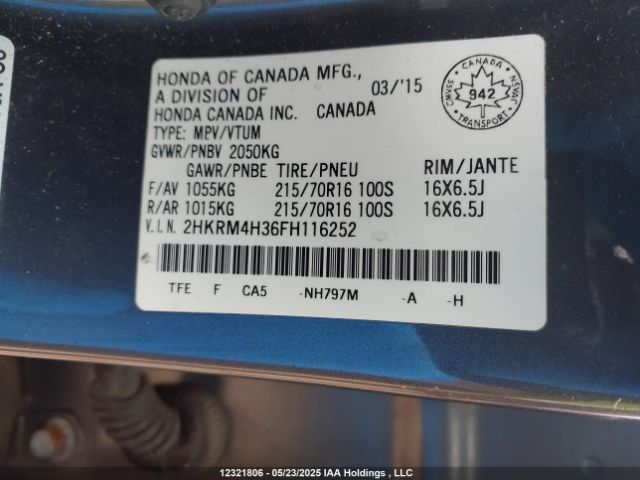 HONDA OF CANADA MFG.,
A DIVISION OF
HONDA CANADA INC. CANADA
03/'15
CANADA
CMVSS
942
NSVAC
TRANSPORT
TYPE: MPV/VTUM
GVWR/PNBV 2050KG
GAWR/PNBE TIRE/PNEU RIM/JANTE
F/AV 1055KG 215/70R16 100S 16X6.5J
R/AR 1015KG 215/70R16 100S 16X6.5J
V.I.N. 2HKRM4H36FH116252
TFE F CA5 -NH797M -A -H
12321806 - 05/23/2025 IAA Holdings , LLC